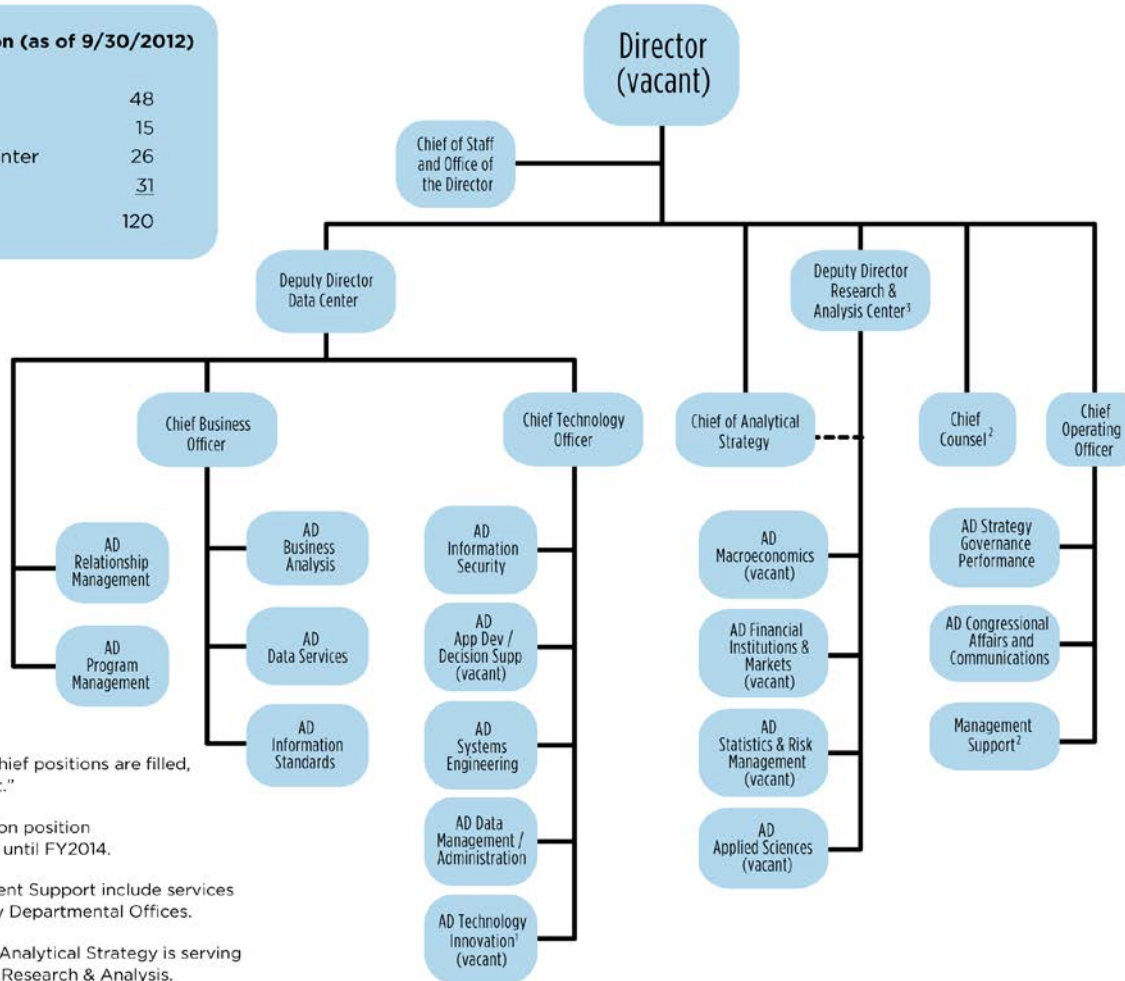 on (as of 9/30/2012)
48
15
nter 26
31
120
Director
(vacant)
Chief of Staff
and Office of
the Director
Deputy Director
Data Center
Deputy Director
Research &
Analysis Center³
Chief Business
Officer
Chief Technology
Officer
Chief of Analytical
Strategy
Chief
Counsel²
Chief
Operating
Officer
AD
Relationship
Management
AD
Program
Management
AD
Business
Analysis
AD
Data Services
AD
Information
Standards
AD
Information
Security
AD
App Dev /
Decision Supp
(vacant)
AD
Systems
Engineering
AD Data
Management /
Administration
AD Technology
Innovation¹
(vacant)
AD
Macroeconomics
(vacant)
AD Financial
Institutions &
Markets
(vacant)
AD
Statistics & Risk
Management
(vacant)
AD
Applied Sciences
(vacant)
AD Strategy
Governance
Performance
AD Congressional
Affairs and
Communications
Management
Support²
hief positions are filled,
t.”
on position
until FY2014.
ent Support include services
y Departmental Offices.
Analytical Strategy is serving
Research & Analysis.